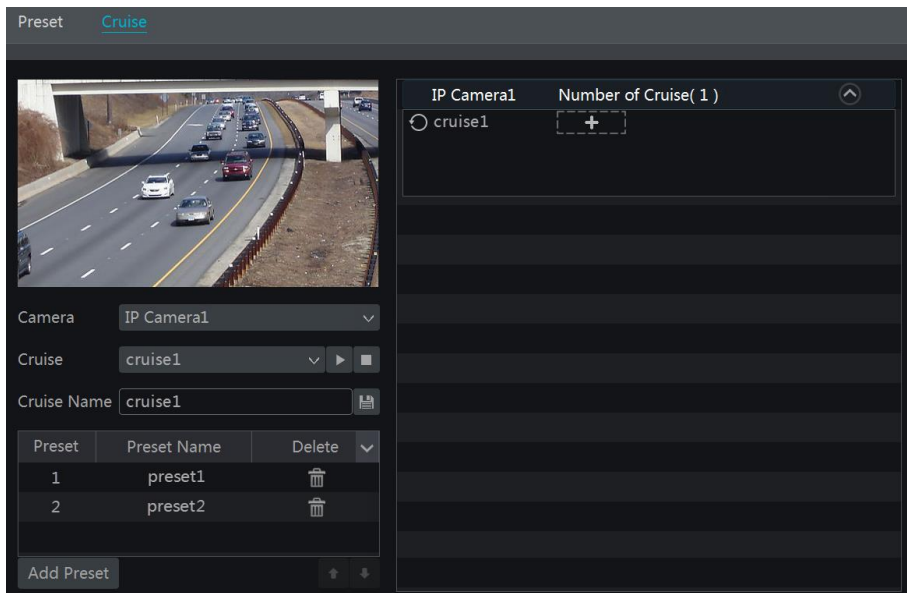 Preset Cruise
IP Camera1 Number of Cruise( 1 )
cruise1
Camera IP Camera1
Cruise cruise1
Cruise Name cruise1
Preset Preset Name Delete
1 preset1
2 preset2
Add Preset